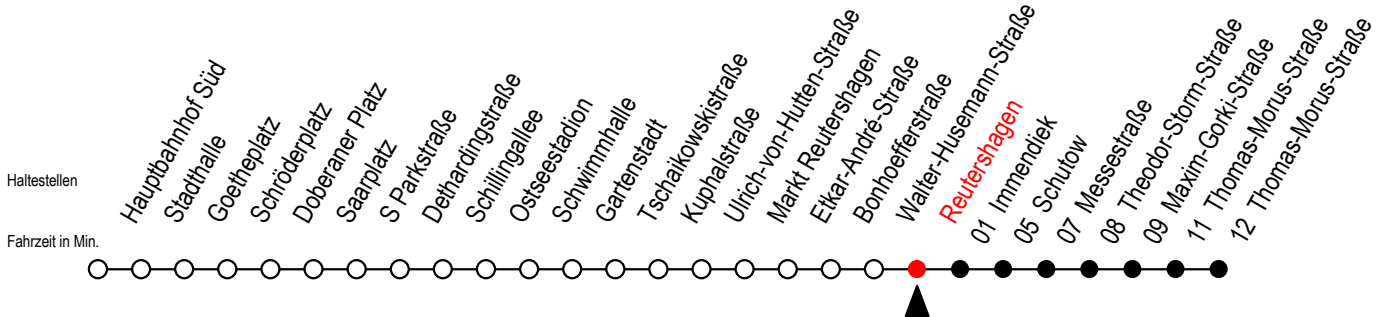 Haltestellen
Fahrzeit in Min.
Hauptbahnhof Süd
Stadthalle
Goetheplatz
Schröderplatz
Doberaner Platz
Saarplatz
S Parkstraße
Dethardingstraße
Schillingallee
Ostseestadion
Schwimmhalle
Gartenstadt
Tschaikowskistraße
Kuphalstraße
Ulrich-von-Hutten-Straße
Markt Reutershagen
Etkar-André-Straße
Bonhoefferstraße
Walter-Husemann-Straße
Reutershagen
01 Immendiek
05 Schutow
07 Messestraße
08 Theodor-Storm-Straße
09 Maxim-Gorki-Straße
11 Thomas-Morus-Straße
12 Thomas-Morus-Straße